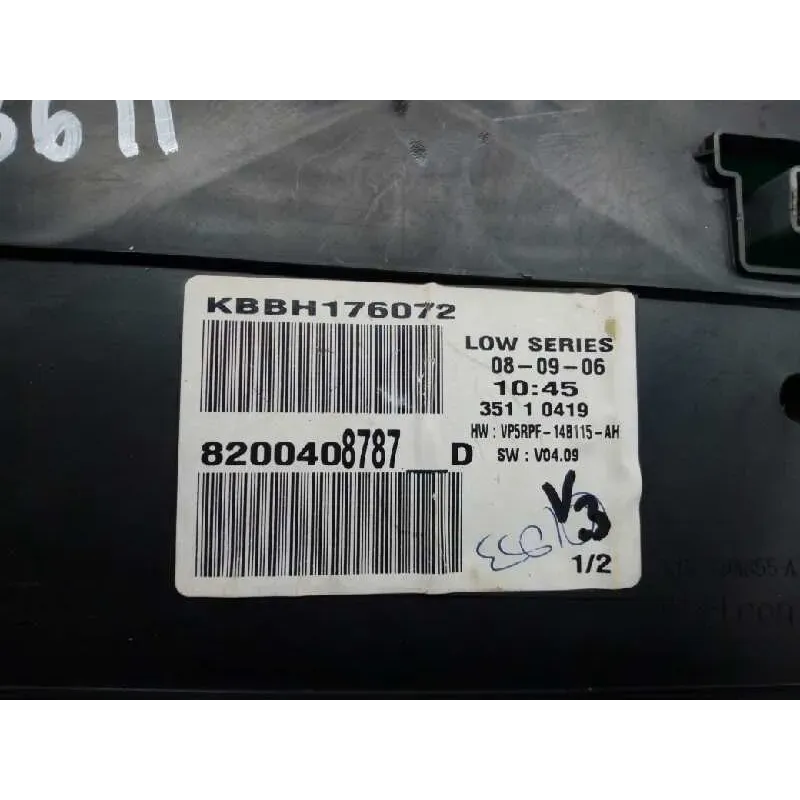 KBBH176072
LOW SERIES
08-09-06
10:45
351 1 0419
HW : VP5RPF-14B115-AH
SW : V04.09
8200408787__D
V3
1/2